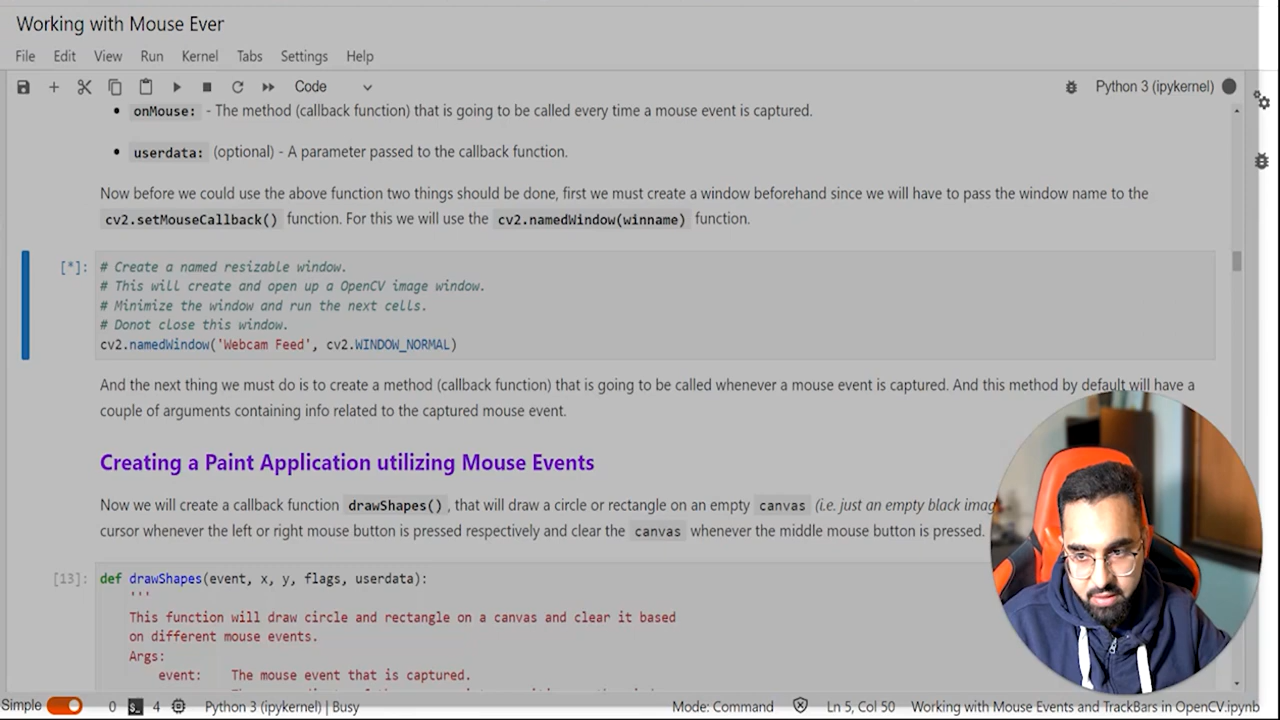 Working with Mouse Ever
File Edit View Run Kernel Tabs Settings Help
Code Python 3 (ipykernel)
• onMouse: - The method (callback function) that is going to be called every time a mouse event is captured.
• userdata: (optional) - A parameter passed to the callback function.
Now before we could use the above function two things should be done, first we must create a window beforehand since we will have to pass the window name to the
cv2.setMouseCallback() function. For this we will use the cv2.namedWindow(winname) function.
[*]: # Create a named resizable window.
# This will create and open up a OpenCV image window.
# Minimize the window and run the next cells.
# Donot close this window.
cv2.namedWindow('Webcam Feed', cv2.WINDOW_NORMAL)
And the next thing we must do is to create a method (callback function) that is going to be called whenever a mouse event is captured. And this method by default will have a
couple of arguments containing info related to the captured mouse event.
Creating a Paint Application utilizing Mouse Events
Now we will create a callback function drawShapes() , that will draw a circle or rectangle on an empty canvas (i.e. just an empty black imag
cursor whenever the left or right mouse button is pressed respectively and clear the canvas whenever the middle mouse button is pressed.
[13]: def drawShapes(event, x, y, flags, userdata):
'''
This function will draw circle and rectangle on a canvas and clear it based
on different mouse events.
Args:
event: The mouse event that is captured.
Simple 0 4 Python 3 (ipykernel) | Busy Mode: Command Ln 5, Col 50 Working with Mouse Events and TrackBars in OpenCV.ipynb